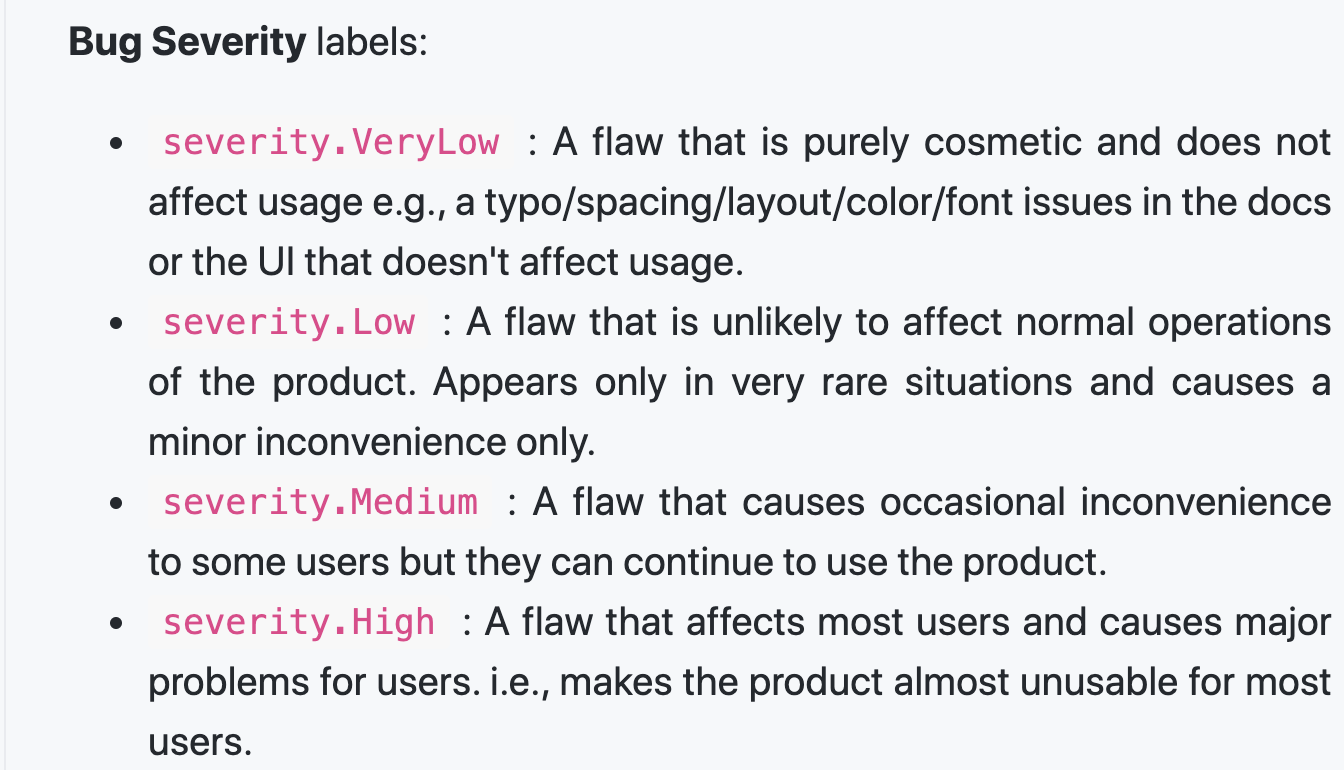 Bug Severity labels:
• severity.VeryLow : A flaw that is purely cosmetic and does not
affect usage e.g., a typo/spacing/layout/color/font issues in the docs
or the UI that doesn't affect usage.
• severity.Low : A flaw that is unlikely to affect normal operations
of the product. Appears only in very rare situations and causes a
minor inconvenience only.
• severity.Medium : A flaw that causes occasional inconvenience
to some users but they can continue to use the product.
• severity.High : A flaw that affects most users and causes major
problems for users. i.e., makes the product almost unusable for most
users.